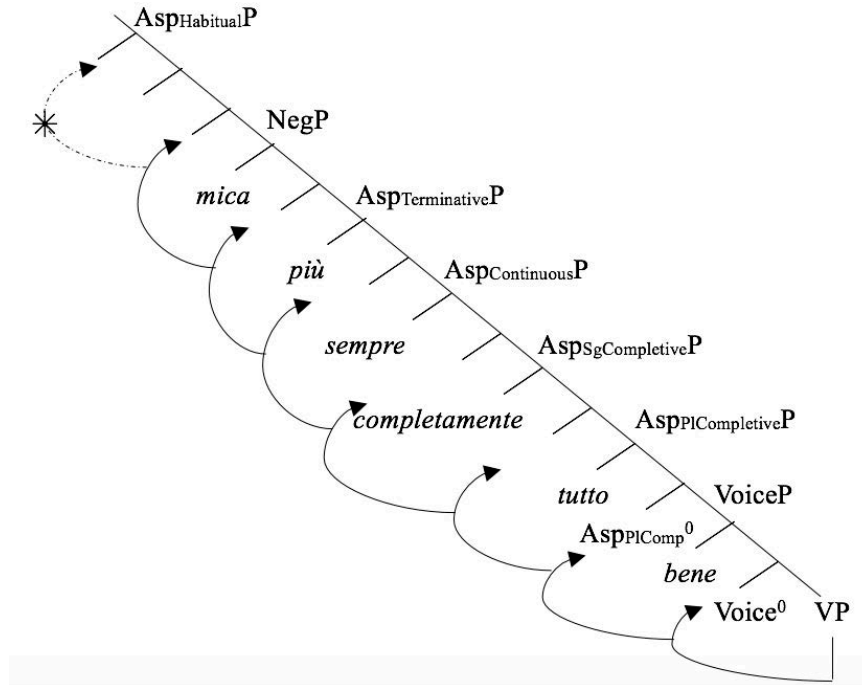 AspHabitualP
NegP
mica
AspTerminativeP
più
AspContinuousP
sempre
AspSgCompletiveP
completamente
AspPlCompletiveP
tutto
VoiceP
AspPlComp⁰
bene
Voice⁰ VP